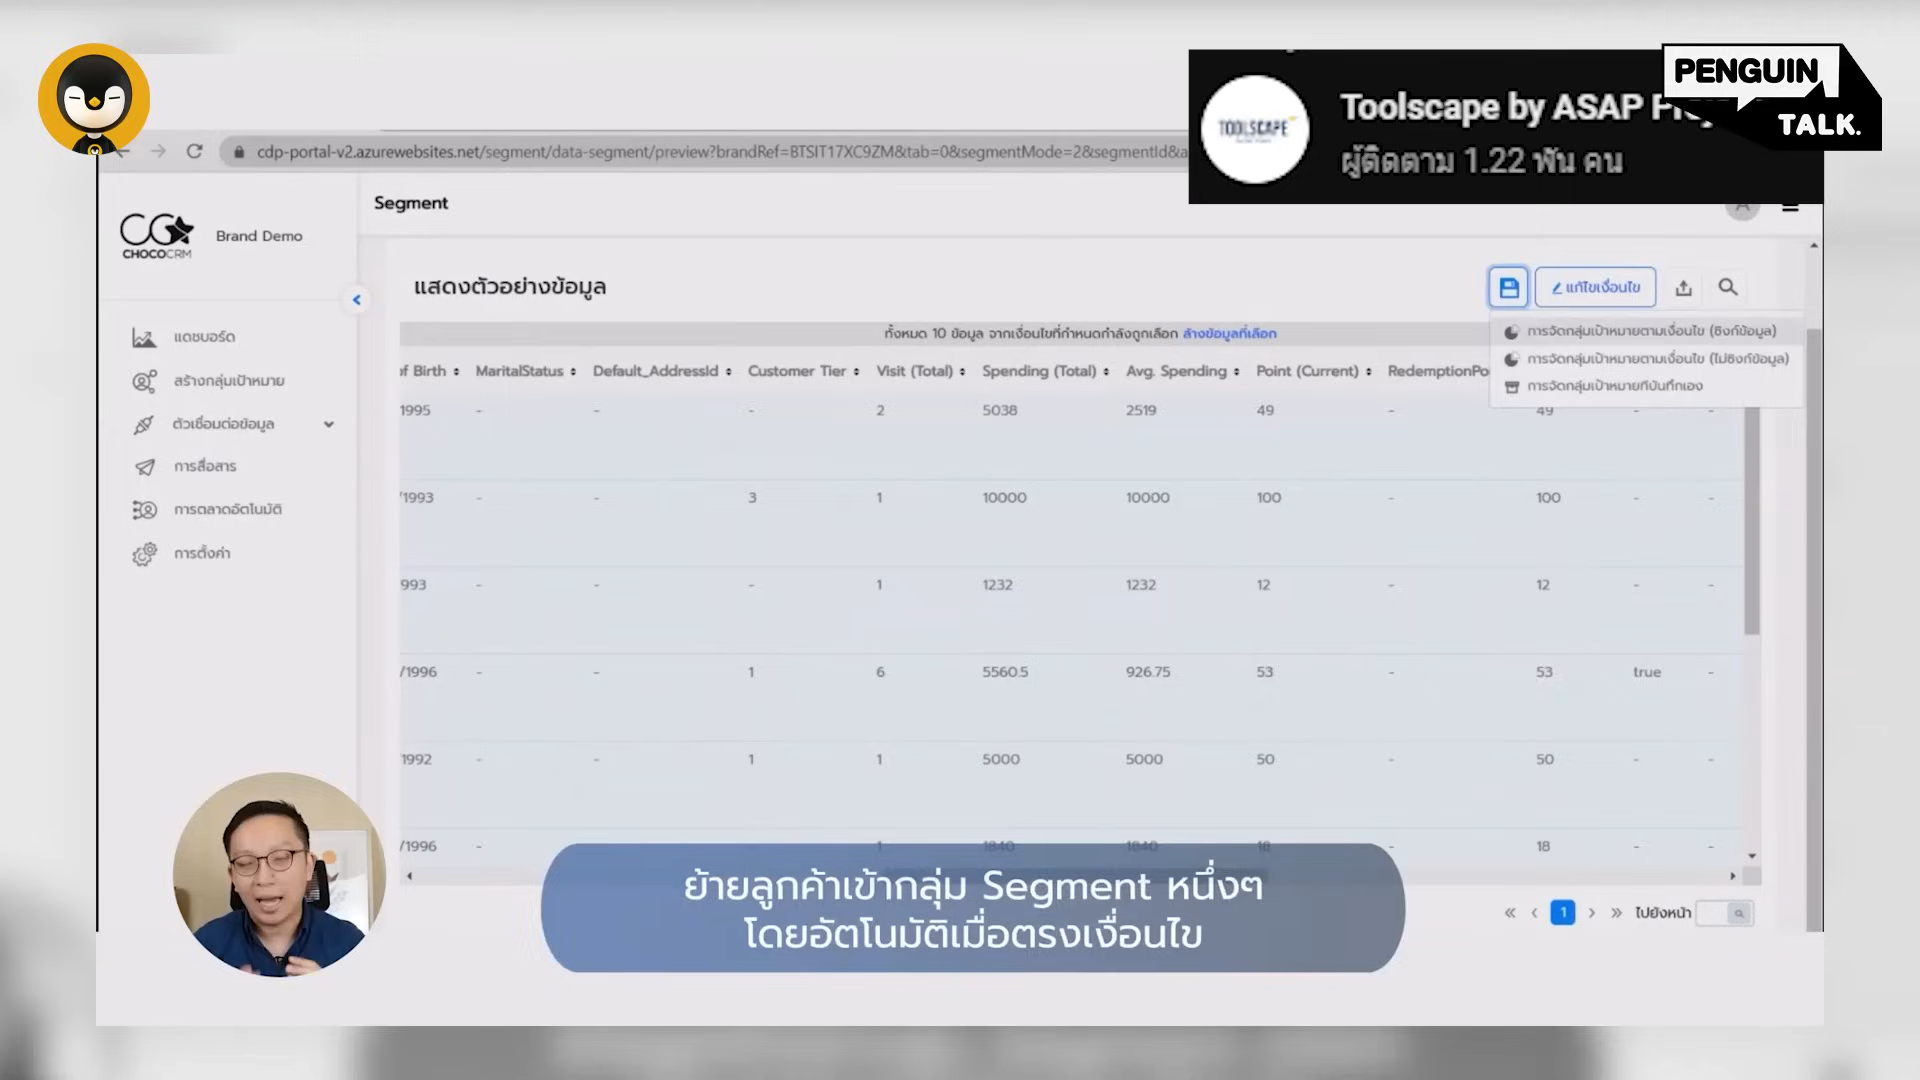 PENGUIN
TALK.
TOOLSCAPE
Toolscape by ASAP
ผู้ติดตาม 1.22 พัน คน
cdp-portal-v2.azurewebsites.net/segment/data-segment/preview?brandRef=BTSIT17XC9ZM&tab=0&segmentMode=2&segmentId&a
CHOCOCRM
Brand Demo
Segment
แดชบอร์ด
สร้างกลุ่มเป้าหมาย
ตัวเชื่อมต่อข้อมูล
การสื่อสาร
การตลาดอัตโนมัติ
การตั้งค่า
แสดงตัวอย่างข้อมูล
แก้ไขเงื่อนไข
ทั้งหมด 10 ข้อมูล จากเงื่อนไขที่กำหนดกำลังถูกเลือก ล้างข้อมูลที่เลือก
การจัดกลุ่มเป้าหมายตามเงื่อนไข (ซิงก์ข้อมูล)
การจัดกลุ่มเป้าหมายตามเงื่อนไข (ไม่ซิงก์ข้อมูล)
การจัดกลุ่มเป้าหมายที่บันทึกเอง
of Birth MaritalStatus Default_AddressId Customer Tier Visit (Total) Spending (Total) Avg. Spending Point (Current) RedemptionPo
1995 - - - 2 5038 2519 49 - 49 - -
/1993 - - 3 1 10000 10000 100 - 100 - -
993 - - - 1 1232 1232 12 - 12 - -
/1996 - - 1 6 5560.5 926.75 53 - 53 true -
1992 - - 1 1 5000 5000 50 - 50 - -
/1996 - 1 1840 1840 18 - 18 - -
1 ไปยังหน้า
ย้ายลูกค้าเข้ากลุ่ม Segment หนึ่งๆ
โดยอัตโนมัติเมื่อตรงเงื่อนไข